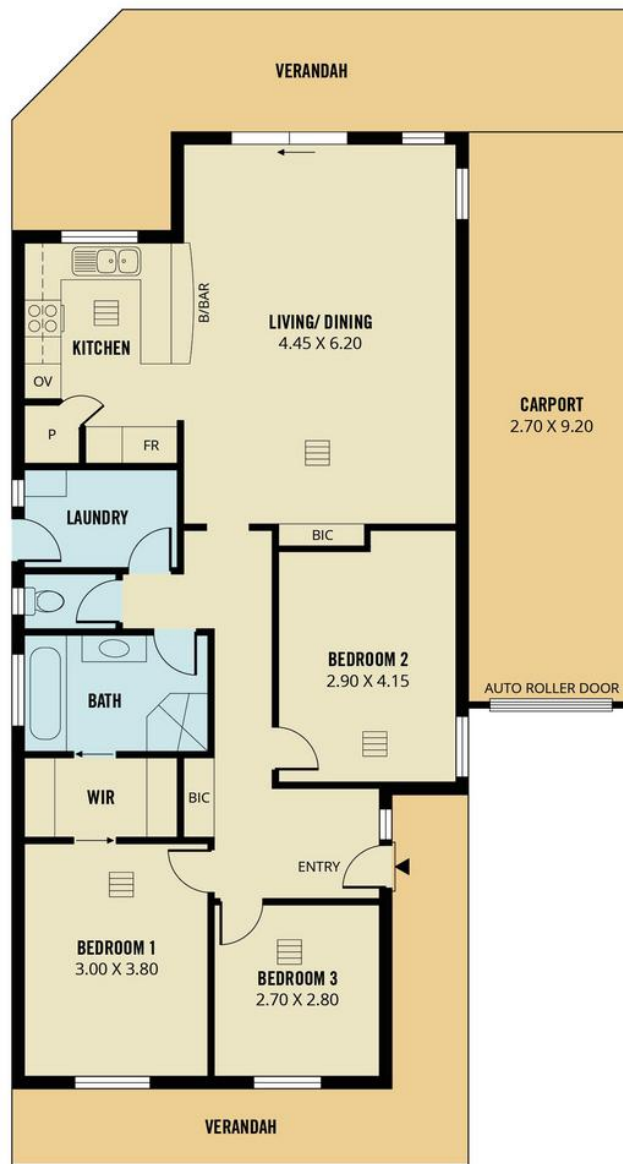 VERANDAH
LIVING/ DINING
4.45 X 6.20
B/BAR
KITCHEN
OV
P
FR
CARPORT
2.70 X 9.20
LAUNDRY
BIC
BEDROOM 2
2.90 X 4.15
AUTO ROLLER DOOR
BATH
WIR
BIC
ENTRY
BEDROOM 1
3.00 X 3.80
BEDROOM 3
2.70 X 2.80
VERANDAH